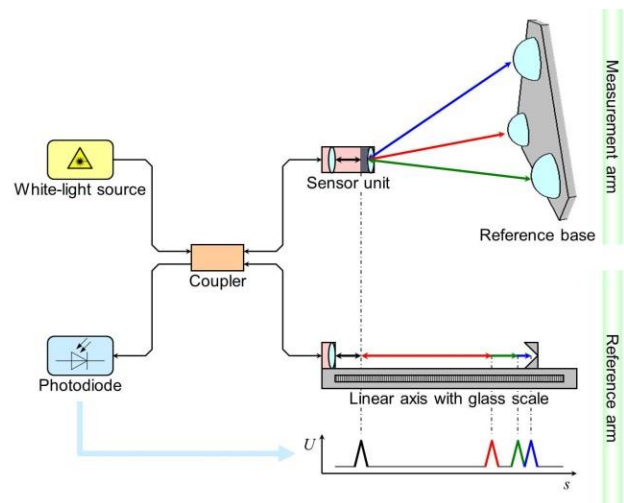 White-light source
Sensor unit
Reference base
Measurement arm
Coupler
Photodiode
Linear axis with glass scale
Reference arm
U
s